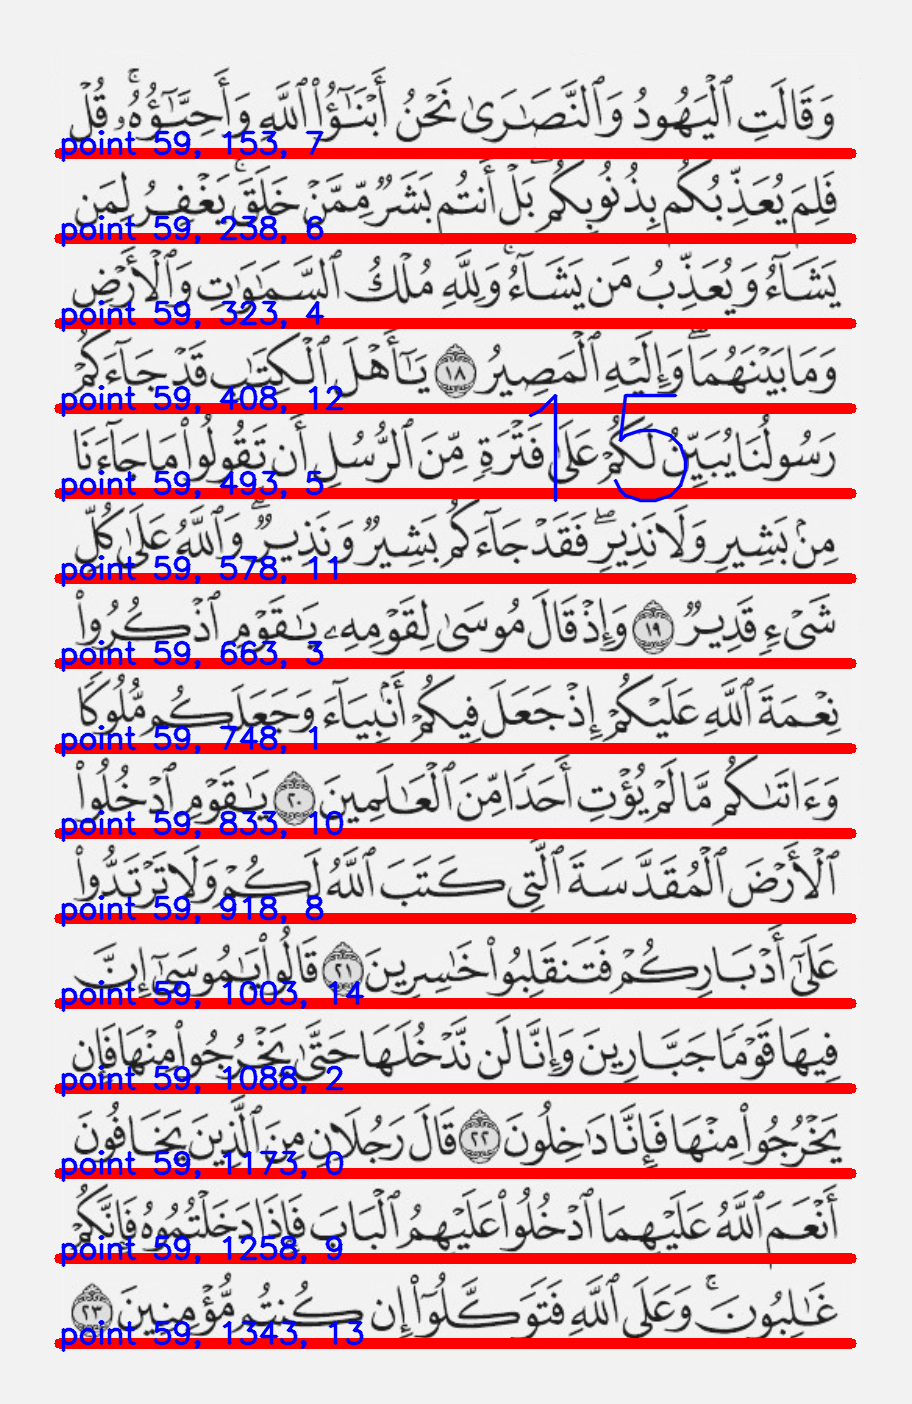 وَقَالَتِ ٱلْيَهُودُ وَٱلنَّصَٰرَىٰ نَحْنُ أَبْنَٰٓؤُا۟ ٱللَّهِ وَأَحِبَّٰٓؤُهُۥ ۚ قُلْ
point 59, 153, 7
فَلِمَ يُعَذِّبُكُم بِذُنُوبِكُم ۖ بَلْ أَنتُم بَشَرٌ مِّمَّنْ خَلَقَ ۚ يَغْفِرُ لِمَن
point 59, 238, 6
يَشَآءُ وَيُعَذِّبُ مَن يَشَآءُ ۚ وَلِلَّهِ مُلْكُ ٱلسَّمَٰوَٰتِ وَٱلْأَرْضِ
point 59, 323, 4
وَمَا بَيْنَهُمَا ۖ وَإِلَيْهِ ٱلْمَصِيرُ ١٨ يَٰٓأَهْلَ ٱلْكِتَٰبِ قَدْ جَآءَكُمْ
point 59, 408, 12
15
رَسُولُنَا يُبَيِّنُ لَكُمْ عَلَىٰ فَتْرَةٍ مِّنَ ٱلرُّسُلِ أَن تَقُولُوا۟ مَا جَآءَنَا
point 59, 493, 5
مِنۢ بَشِيرٍ وَلَا نَذِيرٍ ۖ فَقَدْ جَآءَكُم بَشِيرٌ وَنَذِيرٌ ۗ وَٱللَّهُ عَلَىٰ كُلِّ
point 59, 578, 11
شَىْءٍ قَدِيرٌ ١٩ وَإِذْ قَالَ مُوسَىٰ لِقَوْمِهِۦ يَٰقَوْمِ ٱذْكُرُوا۟
point 59, 663, 3
نِعْمَةَ ٱللَّهِ عَلَيْكُمْ إِذْ جَعَلَ فِيكُمْ أَنۢبِيَآءَ وَجَعَلَكُم مُّلُوكًا
point 59, 748, 1
وَءَاتَىٰكُم مَّا لَمْ يُؤْتِ أَحَدًا مِّنَ ٱلْعَٰلَمِينَ ٢٠ يَٰقَوْمِ ٱدْخُلُوا۟
point 59, 833, 10
ٱلْأَرْضَ ٱلْمُقَدَّسَةَ ٱلَّتِى كَتَبَ ٱللَّهُ لَكُمْ وَلَا تَرْتَدُّوا۟
point 59, 918, 8
عَلَىٰٓ أَدْبَارِكُمْ فَتَنقَلِبُوا۟ خَٰسِرِينَ ٢١ قَالُوا۟ يَٰمُوسَىٰٓ إِنَّ
point 59, 1003, 14
فِيهَا قَوْمًا جَبَّارِينَ وَإِنَّا لَن نَّدْخُلَهَا حَتَّىٰ يَخْرُجُوا۟ مِنْهَا فَإِن
point 59, 1088, 2
يَخْرُجُوا۟ مِنْهَا فَإِنَّا دَٰخِلُونَ ٢٢ قَالَ رَجُلَانِ مِنَ ٱلَّذِينَ يَخَافُونَ
point 59, 1173, 0
أَنْعَمَ ٱللَّهُ عَلَيْهِمَا ٱدْخُلُوا۟ عَلَيْهِمُ ٱلْبَابَ فَإِذَا دَخَلْتُمُوهُ فَإِنَّكُمْ
point 59, 1258, 9
غَٰلِبُونَ ۚ وَعَلَى ٱللَّهِ فَتَوَكَّلُوٓا۟ إِن كُنتُم مُّؤْمِنِينَ ٢٣
point 59, 1343, 13